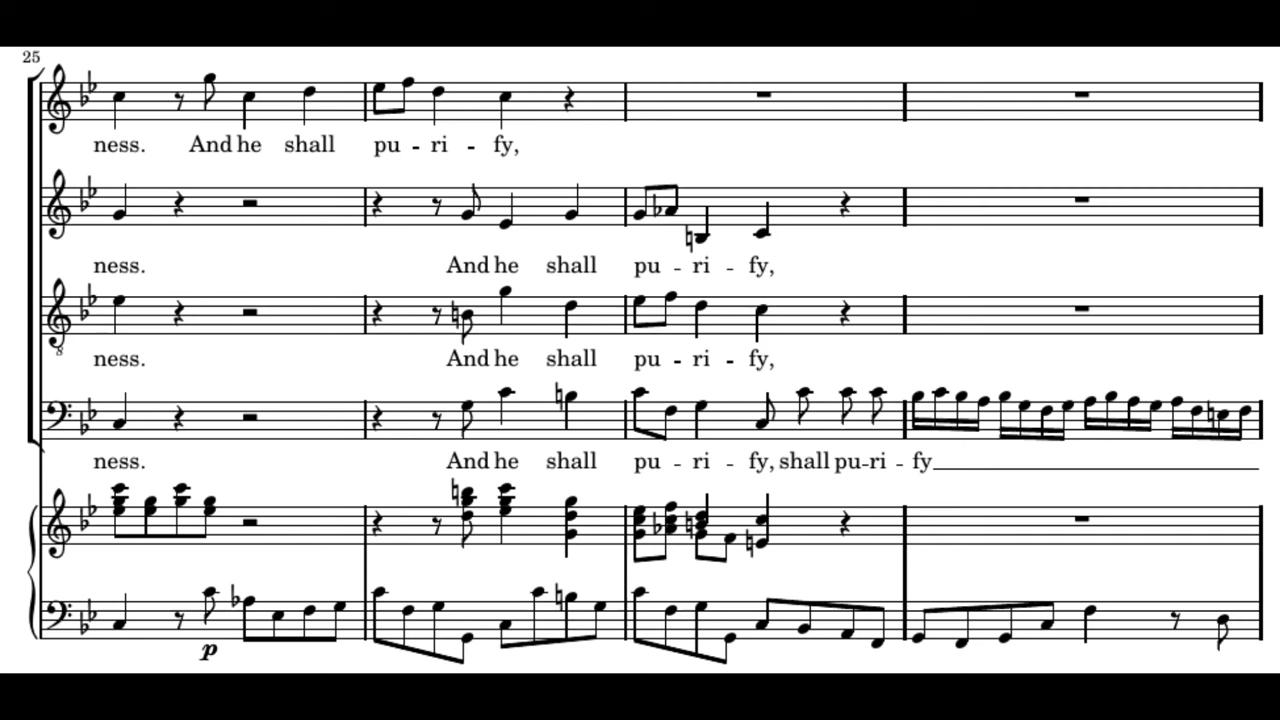 25
ness. And he shall pu - ri - fy,
ness. And he shall pu - ri - fy,
8
ness. And he shall pu - ri - fy,
ness. And he shall pu - ri - fy, shall pu - ri - fy
p